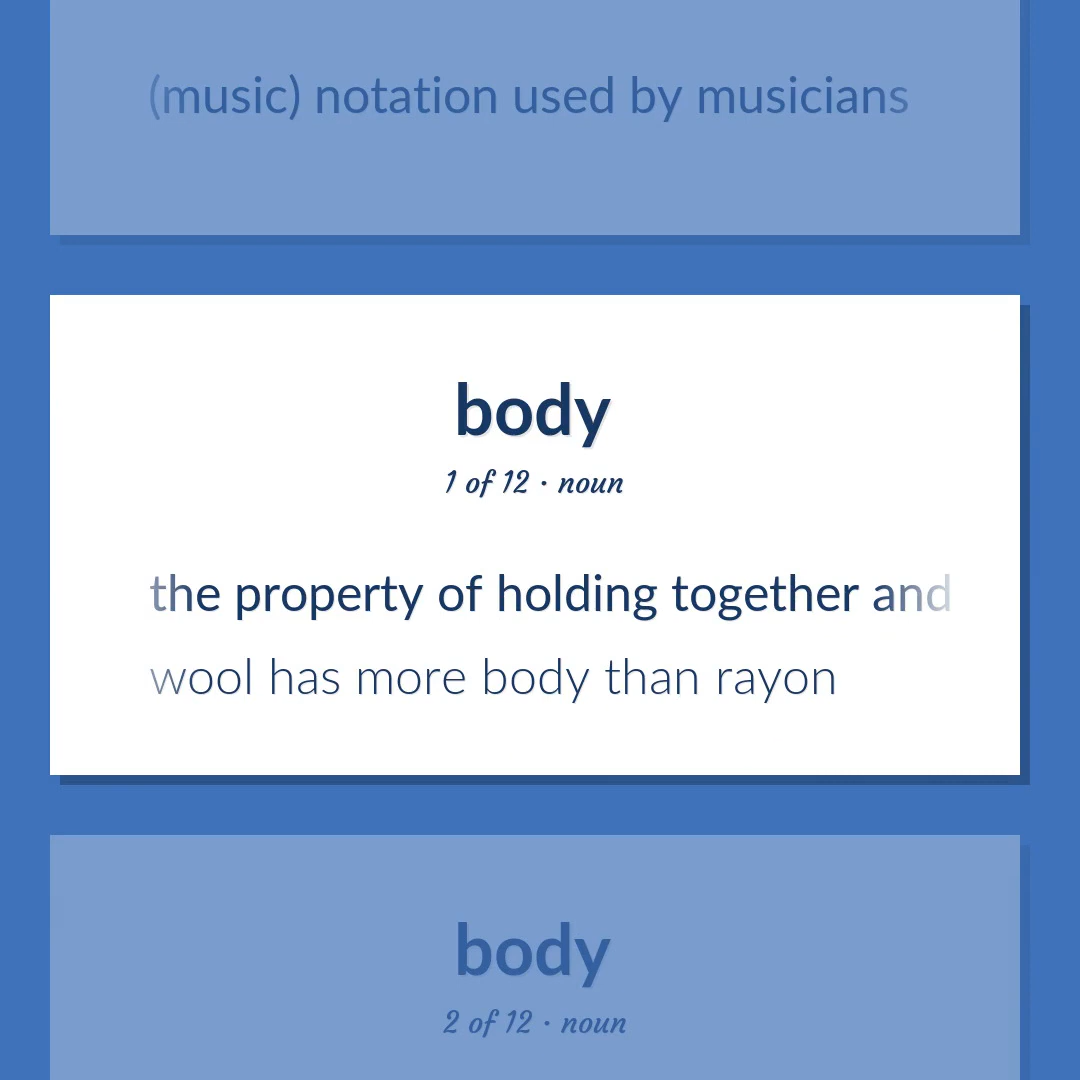 (music) notation used by musicians
body
1 of 12 · noun
the property of holding together and
wool has more body than rayon
body
2 of 12 · noun